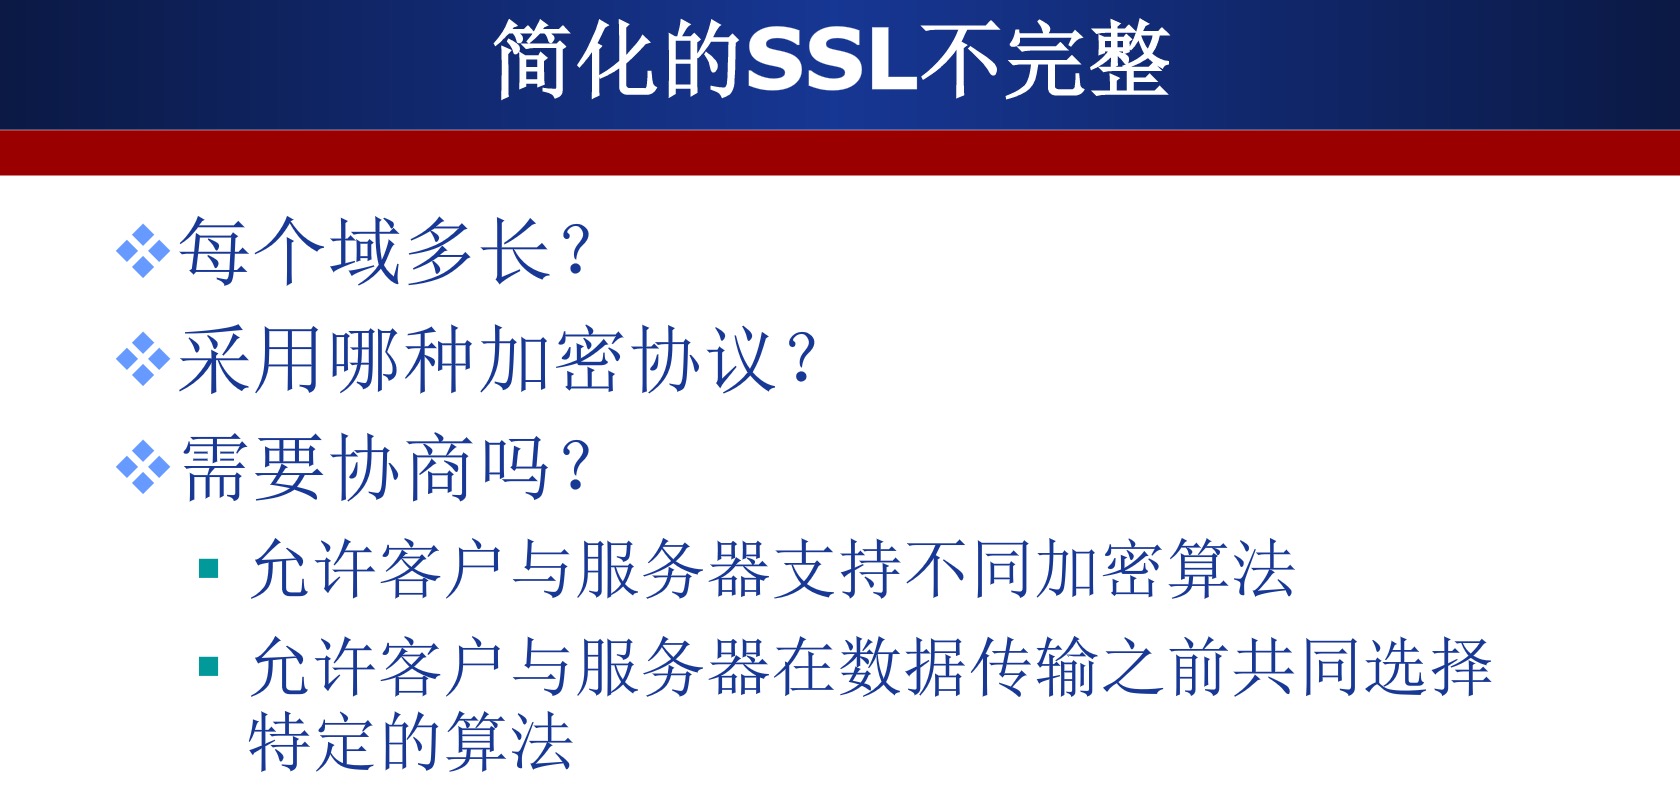 简化的SSL不完整
每个域多长？
采用哪种加密协议？
需要协商吗？
允许客户与服务器支持不同加密算法
允许客户与服务器在数据传输之前共同选择
特定的算法